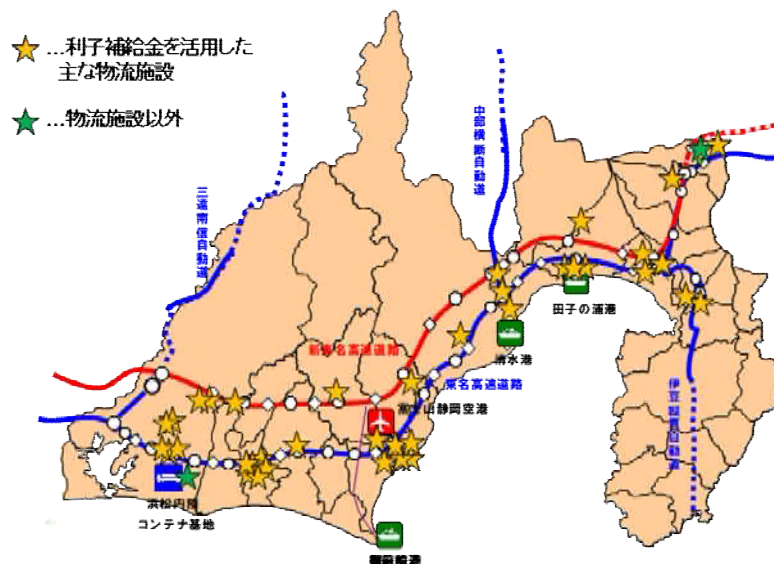 …利子補給金を活用した
主な物流施設
…物流施設以外
三遠南信自動車道
中部横断自動車道
新東名高速道路
東名高速道路
富士山静岡空港
清水港
田子の浦港
伊豆縦貫自動車道
浜松内陸
コンテナ基地
御前崎港